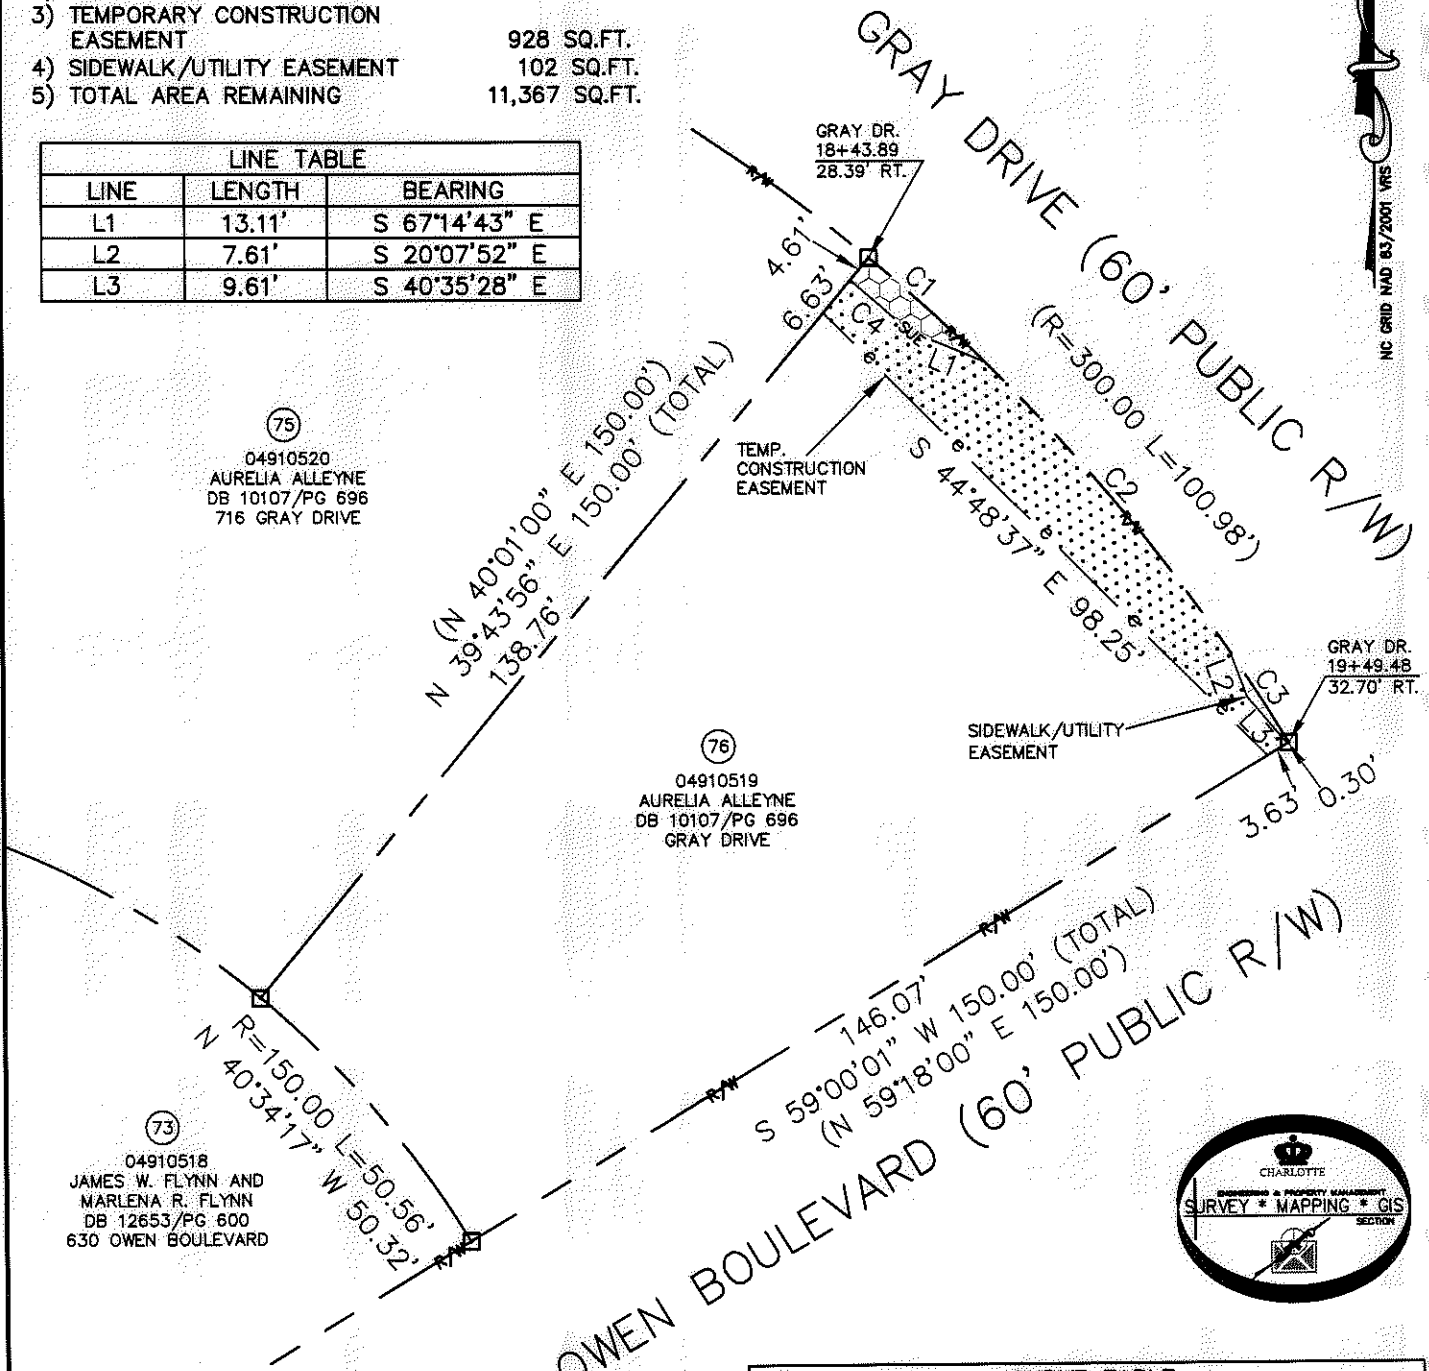 3) TEMPORARY CONSTRUCTION
EASEMENT 928 SQ.FT.
4) SIDEWALK/UTILITY EASEMENT 102 SQ.FT.
5) TOTAL AREA REMAINING 11,367 SQ.FT.
LINE TABLE
LINE LENGTH BEARING
L1 13.11' S 67°14'43" E
L2 7.61' S 20°07'52" E
L3 9.61' S 40°35'28" E
GRAY DRIVE (60' PUBLIC R/W)
(R=300.00 L=100.98')
NC GRID NAD 83/2001 VRS
GRAY DR.
18+43.89
28.39' RT.
R/W
4.61'
6.63'
C1
C4
SUE
R/W
L1
e
TEMP.
CONSTRUCTION
EASEMENT
e
S 44°48'37" E 98.25'
e
e
C2
R/W
(N 40°01'00" E 150.00')
N 39°43'56" E 150.00' (TOTAL)
138.76'
75
04910520
AURELIA ALLEYNE
DB 10107/PG 696
716 GRAY DRIVE
GRAY DR.
19+49.48
32.70' RT.
L2
C3
e
L3
SIDEWALK/UTILITY
EASEMENT
3.63'
0.30'
76
04910519
AURELIA ALLEYNE
DB 10107/PG 696
GRAY DRIVE
R/W
R/W
146.07'
S 59°00'01" W 150.00' (TOTAL)
(N 59°18'00" E 150.00')
OWEN BOULEVARD (60' PUBLIC R/W)
R=150.00 L=50.56'
N 40°34'17" W 50.32'
R/W
73
04910518
JAMES W. FLYNN AND
MARLENA R. FLYNN
DB 12653/PG 600
630 OWEN BOULEVARD
CHARLOTTE
ENGINEERING & PROPERTY MANAGEMENT
SURVEY * MAPPING * GIS
SECTION